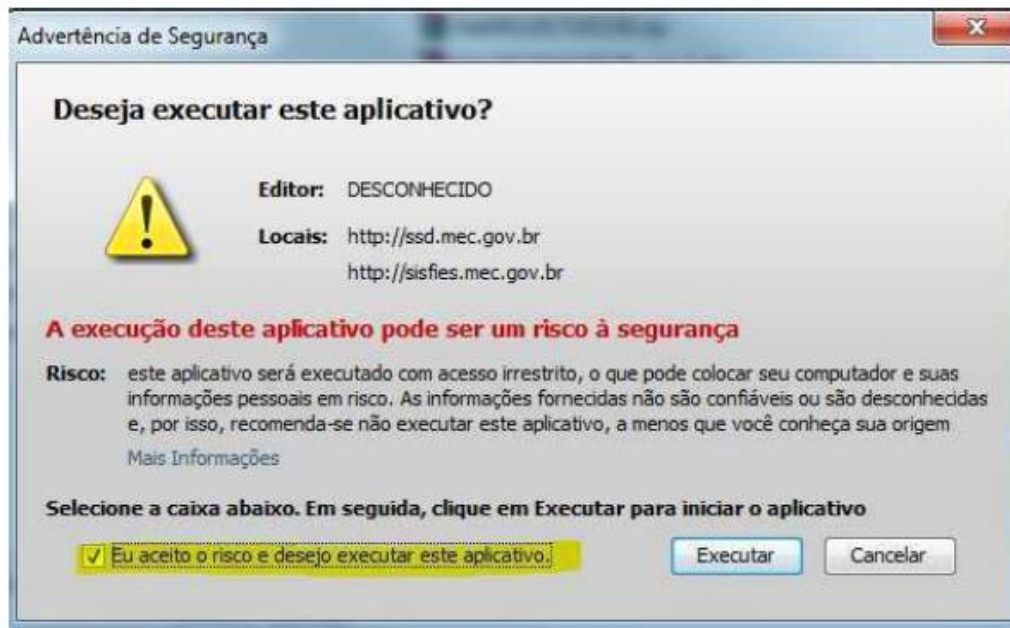 Advertência de Segurança
Deseja executar este aplicativo?
Editor: DESCONHECIDO
Locais: http://ssd.mec.gov.br
http://sisfies.mec.gov.br
A execução deste aplicativo pode ser um risco à segurança
Risco: este aplicativo será executado com acesso irrestrito, o que pode colocar seu computador e suas
informações pessoais em risco. As informações fornecidas não são confiáveis ou são desconhecidas
e, por isso, recomenda-se não executar este aplicativo, a menos que você conheça sua origem
Mais Informações
Selecione a caixa abaixo. Em seguida, clique em Executar para iniciar o aplicativo
Eu aceito o risco e desejo executar este aplicativo. Executar Cancelar